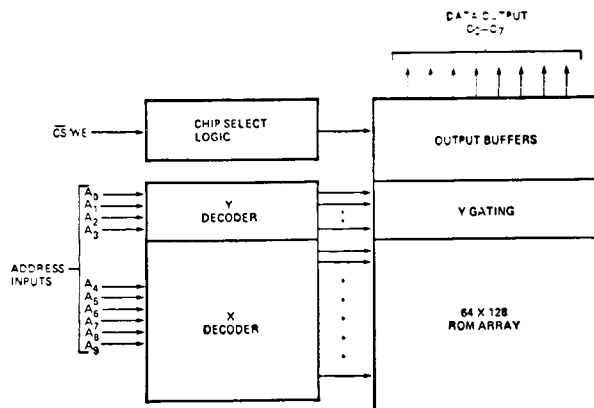 DATA OUTPUT
O₀–O₇
C̅S̅/WE
CHIP SELECT
LOGIC
OUTPUT BUFFERS
A₀
A₁
A₂
A₃
Y
DECODER
Y GATING
ADDRESS
INPUTS
A₄
A₅
A₆
A₇
A₈
A₉
X
DECODER
64 X 128
ROM ARRAY